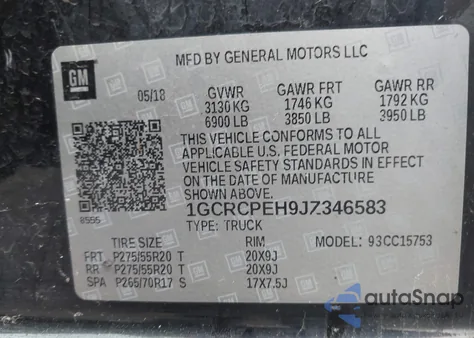 MFD BY GENERAL MOTORS LLC
GM
05/18 GVWR GAWR FRT GAWR RR
3130 KG 1746 KG 1792 KG
6900 LB 3850 LB 3950 LB
THIS VEHICLE CONFORMS TO ALL
APPLICABLE U.S. FEDERAL MOTOR
VEHICLE SAFETY STANDARDS IN EFFECT
ON THE DATE OF MANUFACTURE
SHOWN ABOVE.
1GCRCPEH9JZ346583
8555
TYPE: TRUCK
TIRE SIZE RIM MODEL: 93CC15753
FRT P275/55R20 T 20X9J
RR P275/55R20 T 20X9J
SPA P265/70R17 S 17X7.5J
autoSnap